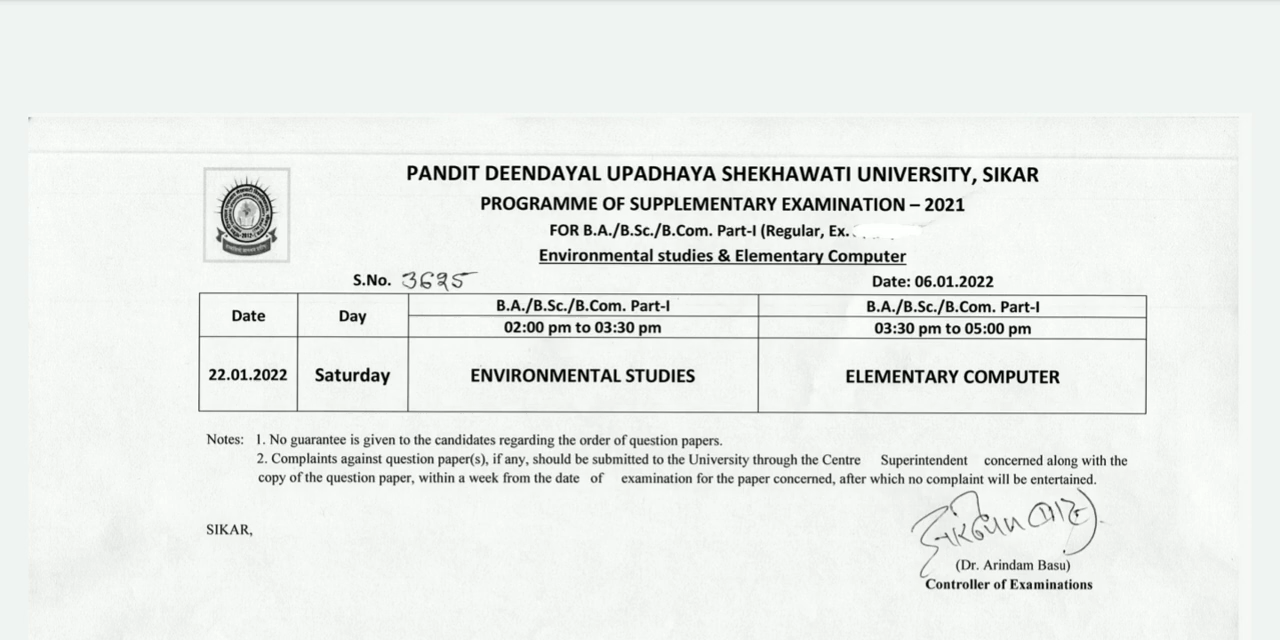 PANDIT DEENDAYAL UPADHAYA SHEKHAWATI UNIVERSITY, SIKAR
PROGRAMME OF SUPPLEMENTARY EXAMINATION – 2021
FOR B.A./B.Sc./B.Com. Part-I (Regular, Ex.
Environmental studies & Elementary Computer
S.No. 3625 Date: 06.01.2022
Date Day B.A./B.Sc./B.Com. Part-I B.A./B.Sc./B.Com. Part-I
02:00 pm to 03:30 pm 03:30 pm to 05:00 pm
22.01.2022 Saturday ENVIRONMENTAL STUDIES ELEMENTARY COMPUTER
Notes: 1. No guarantee is given to the candidates regarding the order of question papers.
2. Complaints against question paper(s), if any, should be submitted to the University through the Centre Superintendent concerned along with the
copy of the question paper, within a week from the date of examination for the paper concerned, after which no complaint will be entertained.
SIKAR,
(Dr. Arindam Basu)
Controller of Examinations